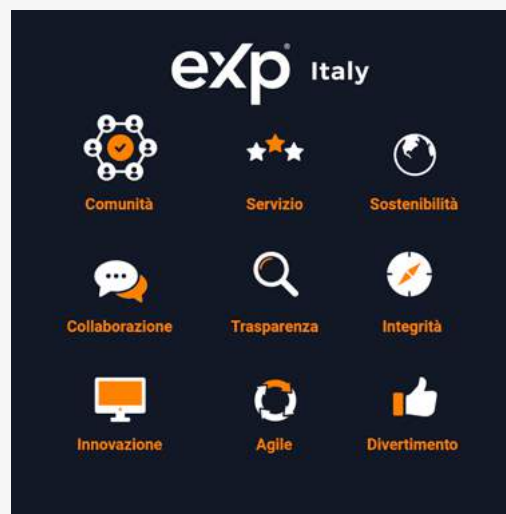 eXp® Italy
Comunità Servizio Sostenibilità
Collaborazione Trasparenza Integrità
Innovazione Agile Divertimento